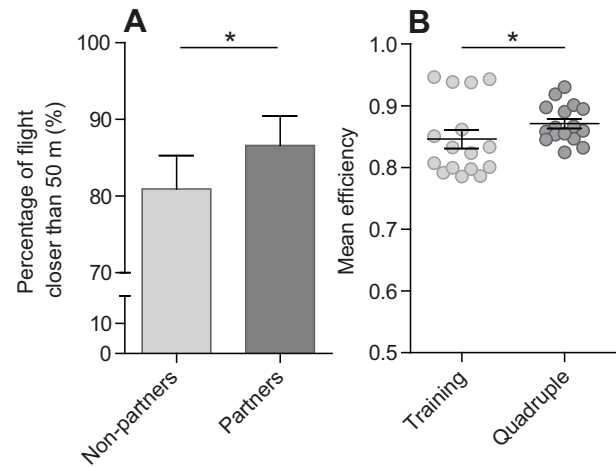 A
*
Percentage of flight
closer than 50 m (%)
100
90
80
70
10
0
Non-partners
Partners
B
*
Mean efficiency
1.0
0.9
0.8
0.7
0.6
0.5
Training
Quadruple